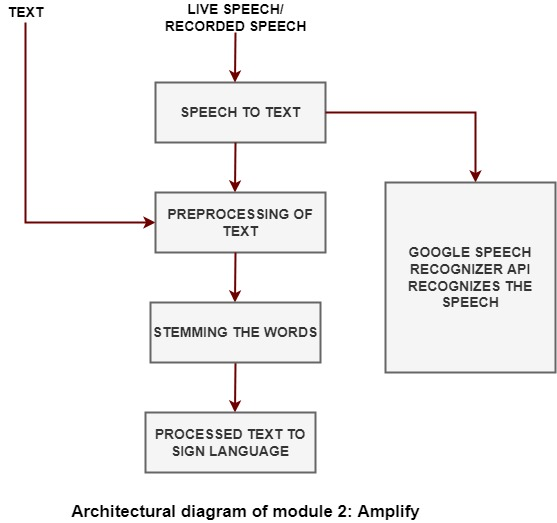 TEXT
LIVE SPEECH/
RECORDED SPEECH
SPEECH TO TEXT
PREPROCESSING OF
TEXT
GOOGLE SPEECH
RECOGNIZER API
RECOGNIZES THE
SPEECH
STEMMING THE WORDS
PROCESSED TEXT TO
SIGN LANGUAGE
Architectural diagram of module 2: Amplify